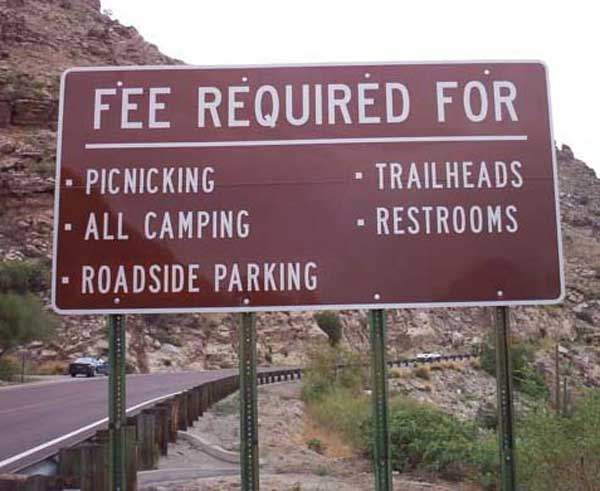 FEE REQUIRED FOR
▪ PICNICKING
▪ ALL CAMPING
▪ ROADSIDE PARKING
▪ TRAILHEADS
▪ RESTROOMS